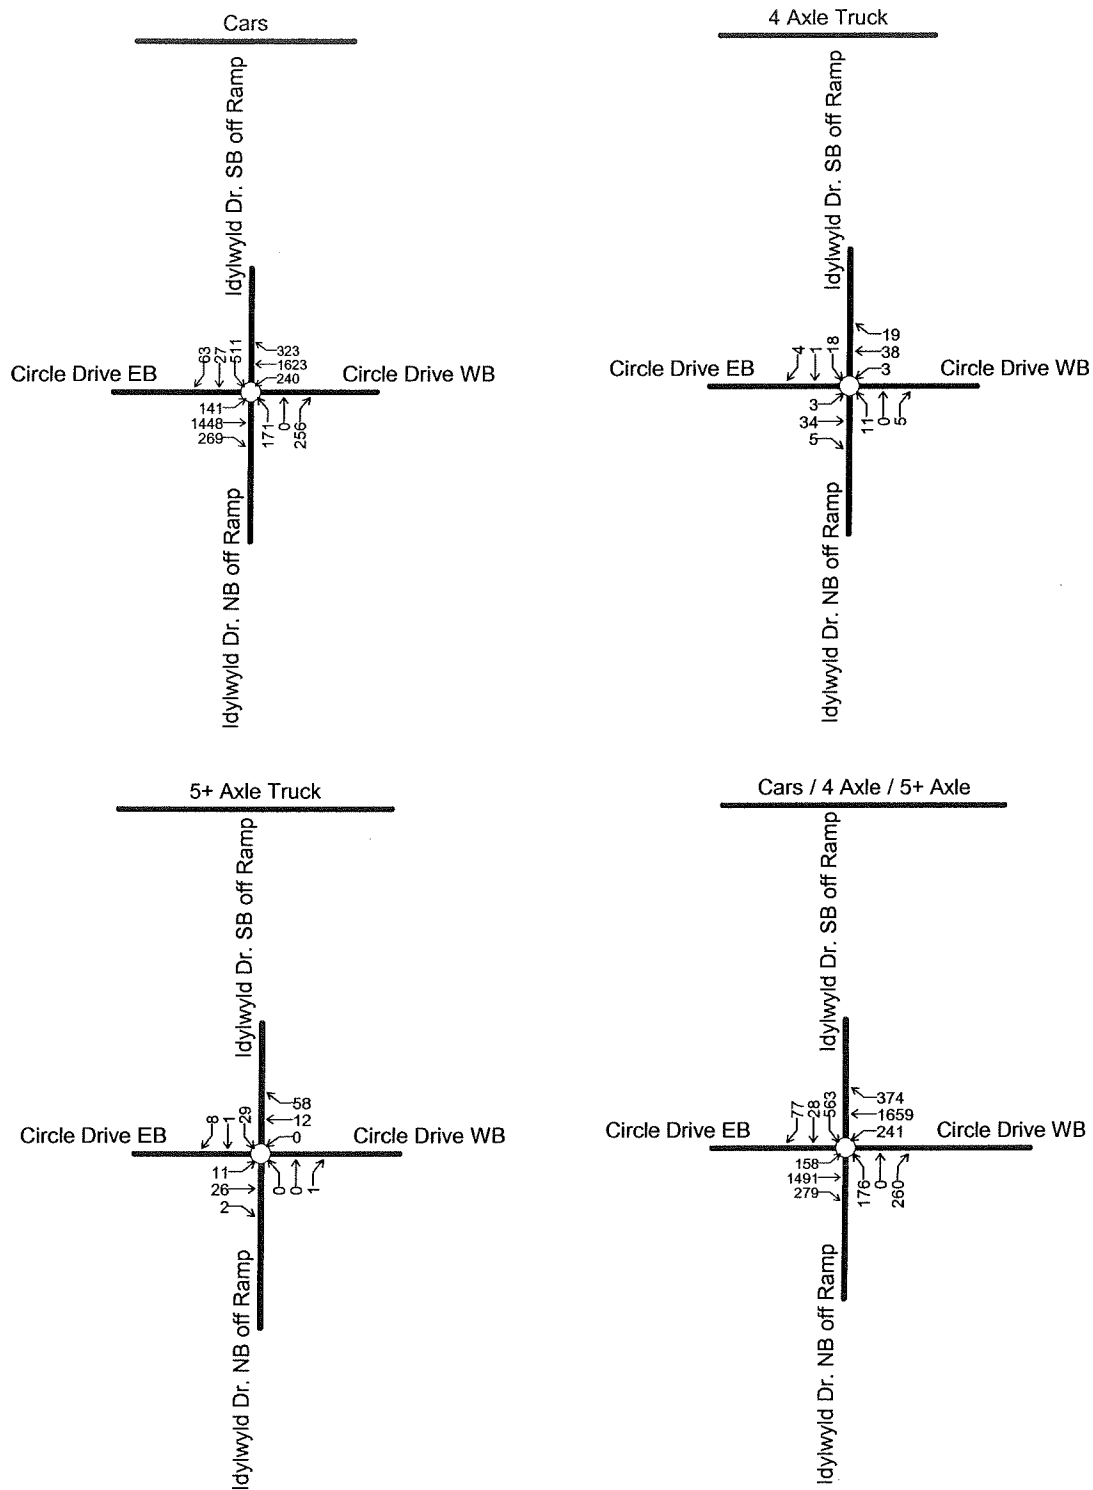 Cars
Idylwyld Dr. SB off Ramp
63
27
511
323
1623
240
Circle Drive EB
Circle Drive WB
141
1448
269
171
0
256
Idylwyld Dr. NB off Ramp
4 Axle Truck
Idylwyld Dr. SB off Ramp
4
1
18
19
38
3
Circle Drive EB
Circle Drive WB
3
34
5
11
0
5
Idylwyld Dr. NB off Ramp
5+ Axle Truck
Idylwyld Dr. SB off Ramp
8
1
29
58
12
0
Circle Drive EB
Circle Drive WB
11
26
2
0
0
1
Idylwyld Dr. NB off Ramp
Cars / 4 Axle / 5+ Axle
Idylwyld Dr. SB off Ramp
77
28
563
374
1659
241
Circle Drive EB
Circle Drive WB
158
1491
279
176
0
260
Idylwyld Dr. NB off Ramp